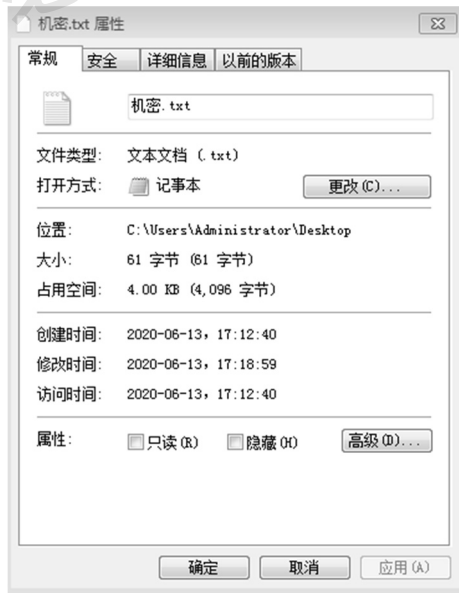 机密.txt 属性
常规 安全 详细信息 以前的版本
机密.txt
文件类型: 文本文档 (.txt)
打开方式: 记事本 更改(C)...
位置: C:\Users\Administrator\Desktop
大小: 61 字节 (61 字节)
占用空间: 4.00 KB (4,096 字节)
创建时间: 2020-06-13，17:12:40
修改时间: 2020-06-13，17:18:59
访问时间: 2020-06-13，17:12:40
属性: 只读(R) 隐藏(H) 高级(D)...
确定 取消 应用(A)